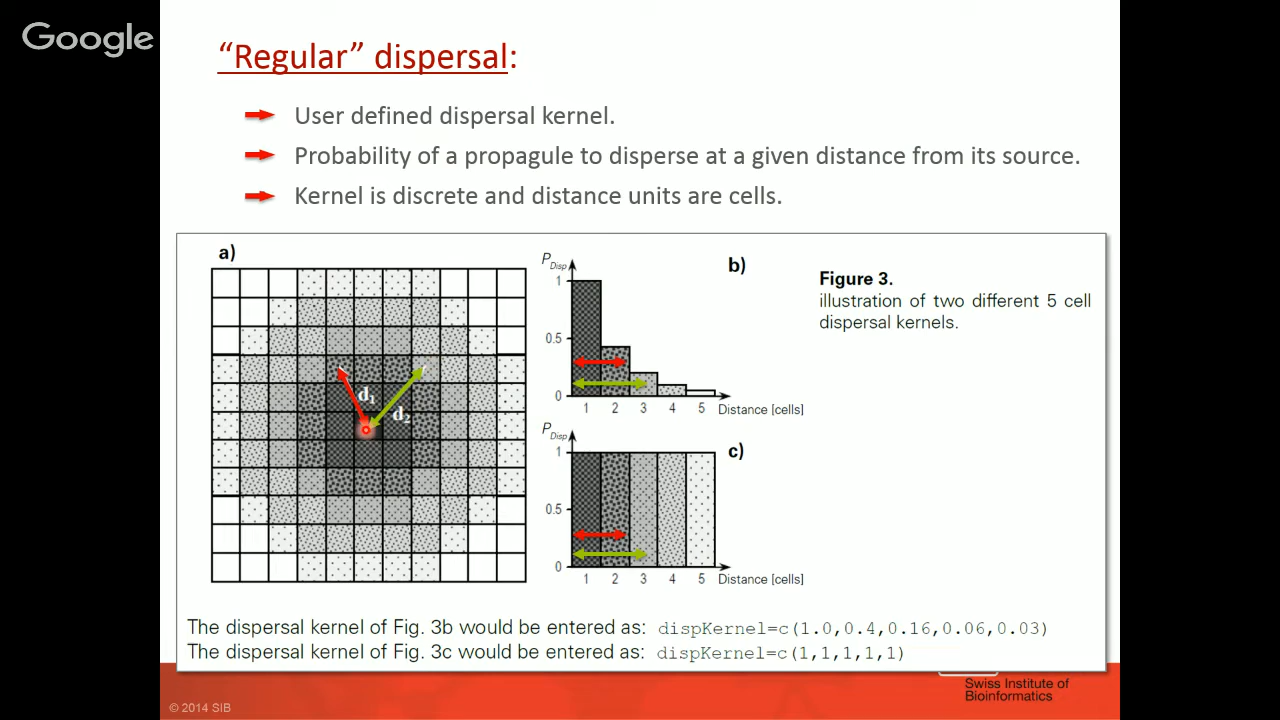 Google
“Regular” dispersal:
User defined dispersal kernel.
Probability of a propagule to disperse at a given distance from its source.
Kernel is discrete and distance units are cells.
a)
d1
d2
b)
PDisp
1
0.5
0
1 2 3 4 5 Distance [cells]
c)
PDisp
1
0.5
0
1 2 3 4 5 Distance [cells]
Figure 3.
illustration of two different 5 cell
dispersal kernels.
The dispersal kernel of Fig. 3b would be entered as: dispKernel=c(1.0,0.4,0.16,0.06,0.03)
The dispersal kernel of Fig. 3c would be entered as: dispKernel=c(1,1,1,1,1)
Swiss Institute of
Bioinformatics
© 2014 SIB